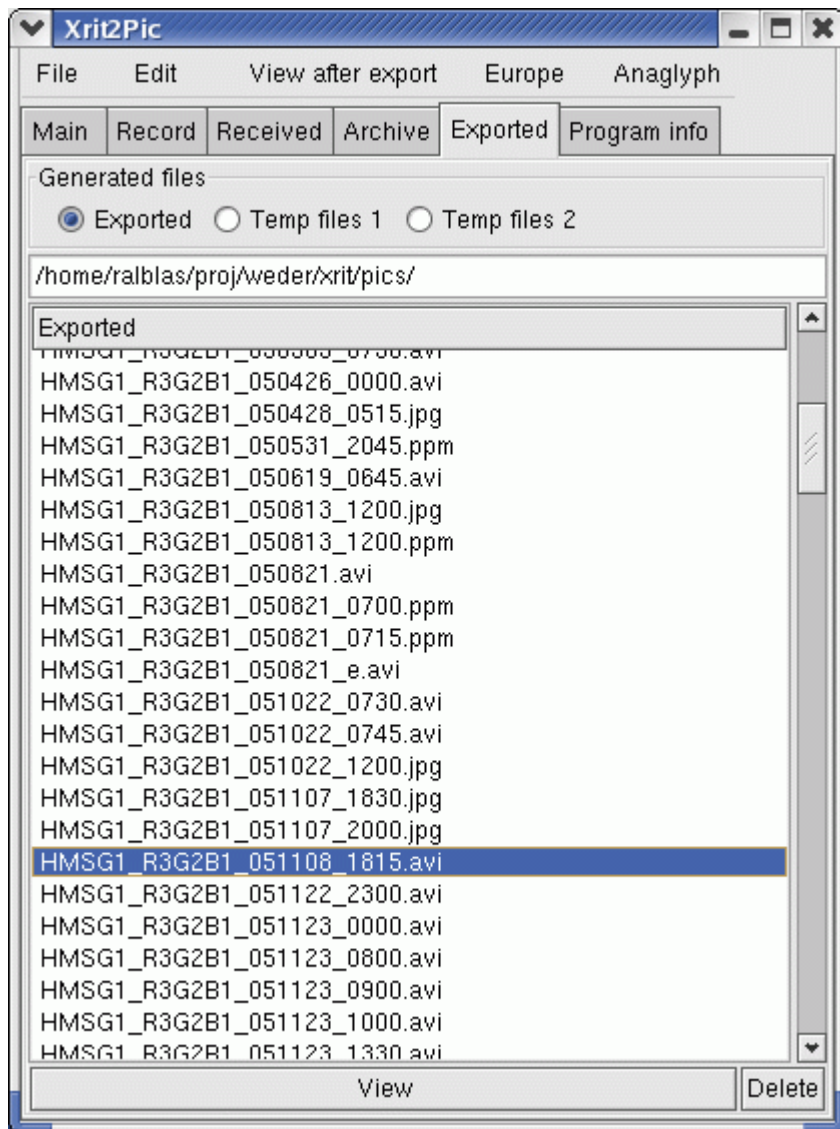 Xrit2Pic
File Edit View after export Europe Anaglyph
Main Record Received Archive Exported Program info
Generated files
Exported Temp files 1 Temp files 2
/home/ralblas/proj/weder/xrit/pics/
Exported
HMSG1_R3G2B1_050426_0000.avi
HMSG1_R3G2B1_050428_0515.jpg
HMSG1_R3G2B1_050531_2045.ppm
HMSG1_R3G2B1_050619_0645.avi
HMSG1_R3G2B1_050813_1200.jpg
HMSG1_R3G2B1_050813_1200.ppm
HMSG1_R3G2B1_050821.avi
HMSG1_R3G2B1_050821_0700.ppm
HMSG1_R3G2B1_050821_0715.ppm
HMSG1_R3G2B1_050821_e.avi
HMSG1_R3G2B1_051022_0730.avi
HMSG1_R3G2B1_051022_0745.avi
HMSG1_R3G2B1_051022_1200.jpg
HMSG1_R3G2B1_051107_1830.jpg
HMSG1_R3G2B1_051107_2000.jpg
HMSG1_R3G2B1_051108_1815.avi
HMSG1_R3G2B1_051122_2300.avi
HMSG1_R3G2B1_051123_0000.avi
HMSG1_R3G2B1_051123_0800.avi
HMSG1_R3G2B1_051123_0900.avi
HMSG1_R3G2B1_051123_1000.avi
HMSG1_R3G2B1_051123_1330.avi
View Delete